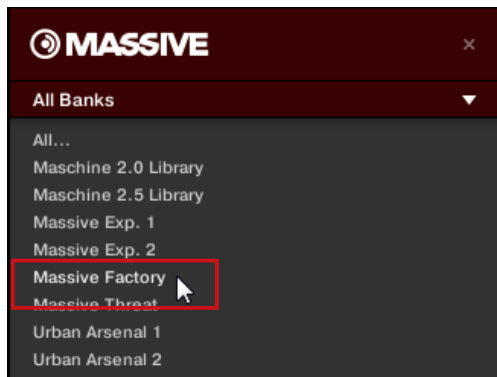 MASSIVE
All Banks
All...
Maschine 2.0 Library
Maschine 2.5 Library
Massive Exp. 1
Massive Exp. 2
Massive Factory
Massive Threat
Urban Arsenal 1
Urban Arsenal 2